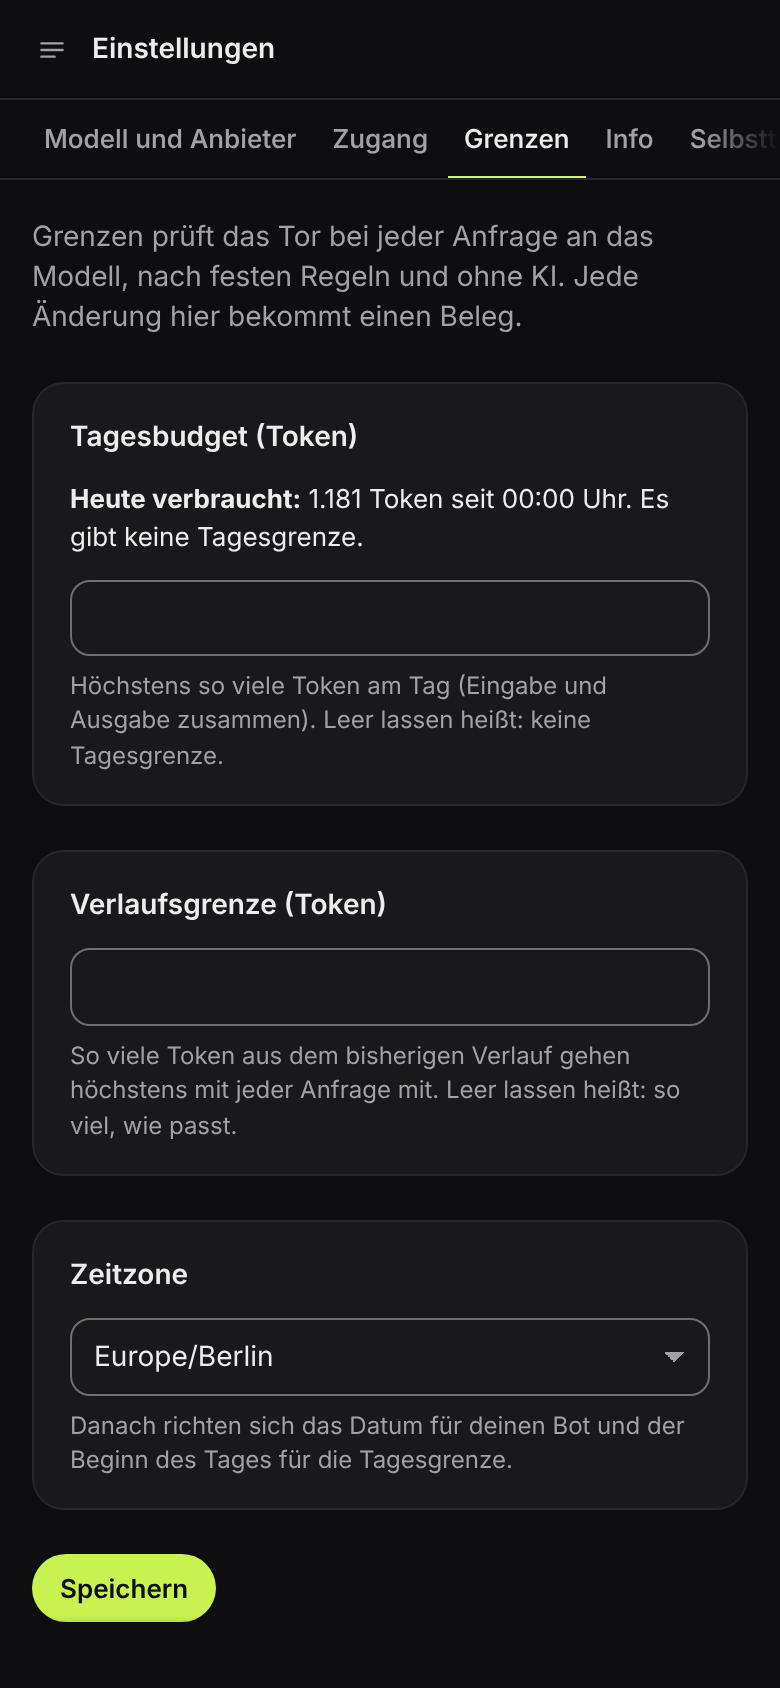 Einstellungen
Modell und Anbieter Zugang Grenzen Info Selbstt
Grenzen prüft das Tor bei jeder Anfrage an das
Modell, nach festen Regeln und ohne KI. Jede
Änderung hier bekommt einen Beleg.
Tagesbudget (Token)
Heute verbraucht: 1.181 Token seit 00:00 Uhr. Es
gibt keine Tagesgrenze.
Höchstens so viele Token am Tag (Eingabe und
Ausgabe zusammen). Leer lassen heißt: keine
Tagesgrenze.
Verlaufsgrenze (Token)
So viele Token aus dem bisherigen Verlauf gehen
höchstens mit jeder Anfrage mit. Leer lassen heißt: so
viel, wie passt.
Zeitzone
Europe/Berlin
Danach richten sich das Datum für deinen Bot und der
Beginn des Tages für die Tagesgrenze.
Speichern